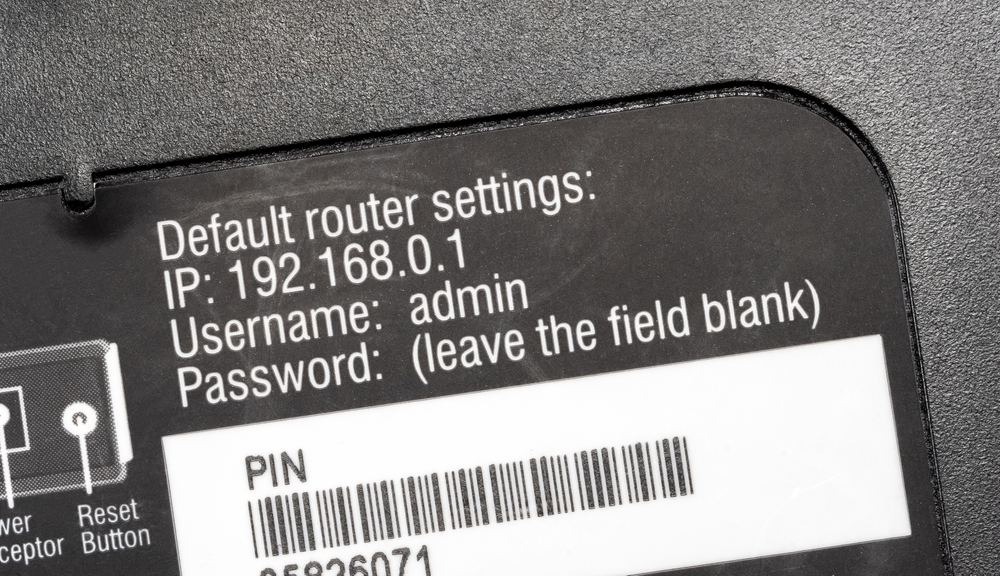 Default router settings:
IP: 192.168.0.1
Username: admin
Password: (leave the field blank)
PIN
Reset
Button